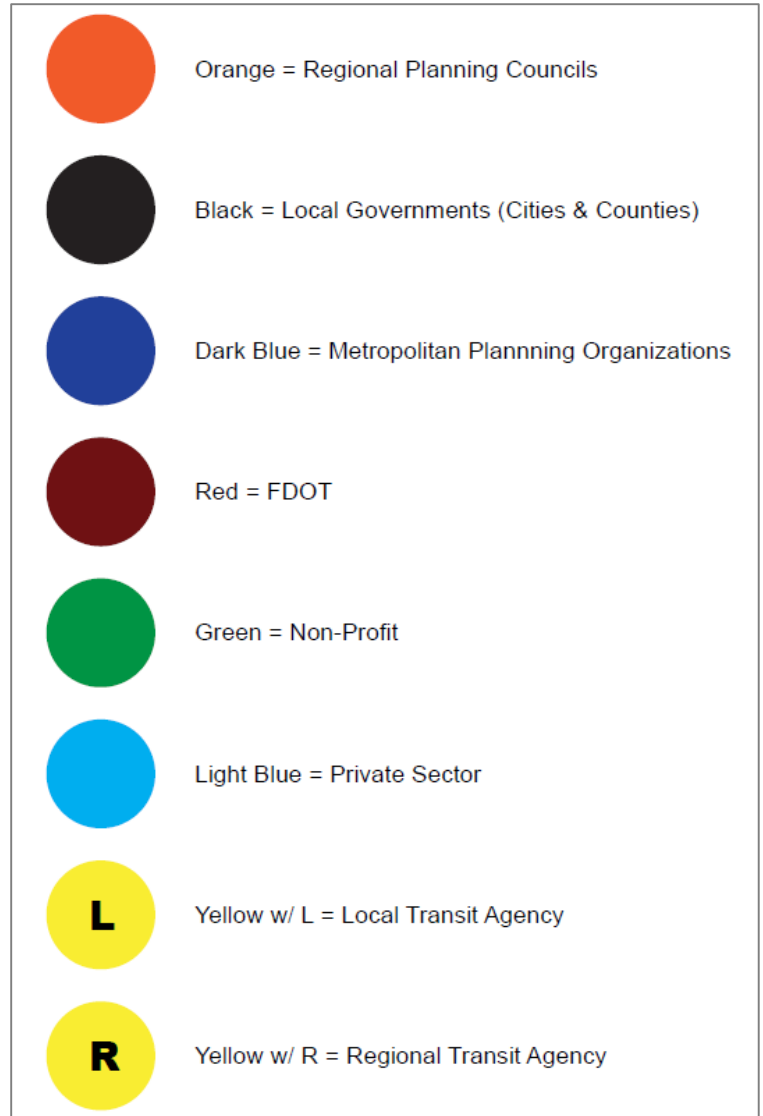 Orange = Regional Planning Councils
Black = Local Governments (Cities & Counties)
Dark Blue = Metropolitan Plannning Organizations
Red = FDOT
Green = Non-Profit
Light Blue = Private Sector
L Yellow w/ L = Local Transit Agency
R Yellow w/ R = Regional Transit Agency